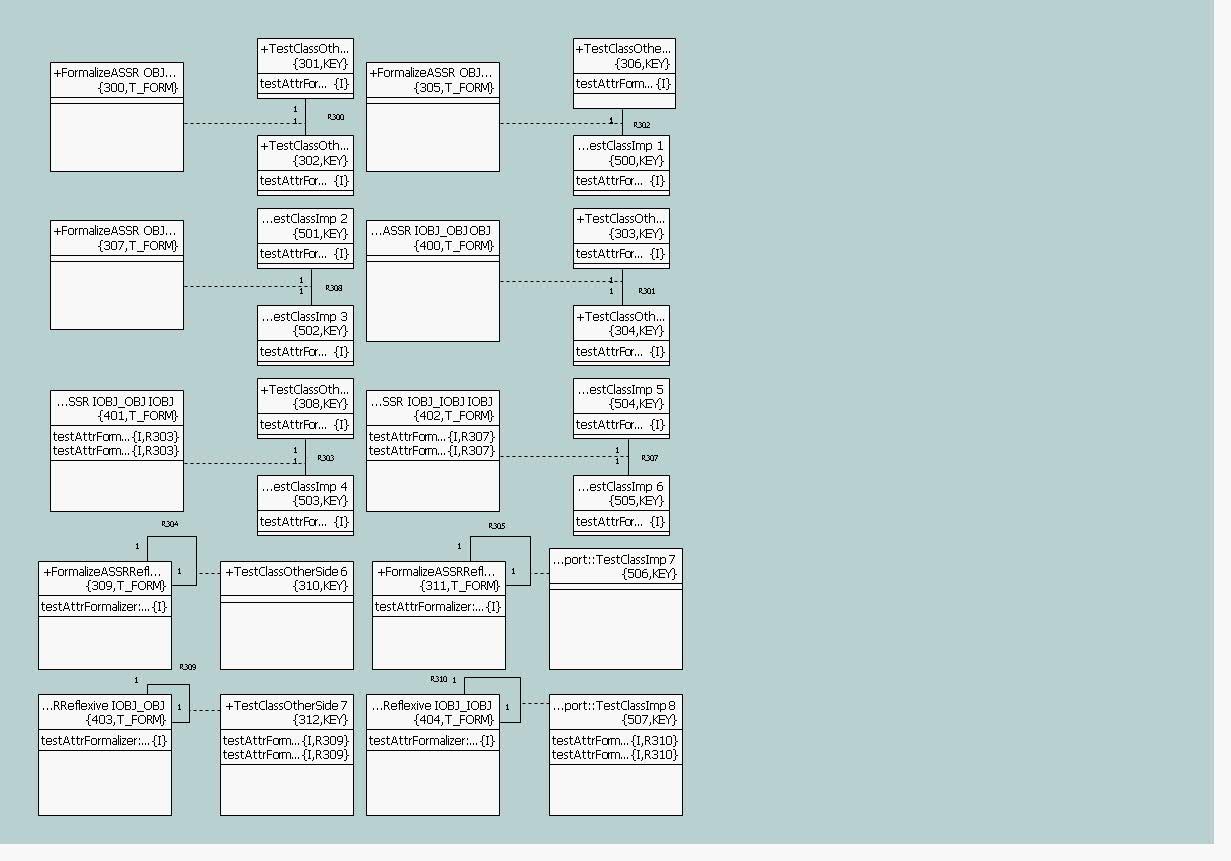 +FormalizeASSR OBJ...
{300,T_FORM}
+TestClassOth...
{301,KEY}
testAttrFor... {I}
1
1
R300
+TestClassOth...
{302,KEY}
testAttrFor... {I}
+FormalizeASSR OBJ...
{305,T_FORM}
+TestClassOthe...
{306,KEY}
testAttrForm... {I}
1
R302
...estClassImp 1
{500,KEY}
testAttrFor... {I}
+FormalizeASSR OBJ...
{307,T_FORM}
...estClassImp 2
{501,KEY}
testAttrFor... {I}
1
1
R308
...estClassImp 3
{502,KEY}
testAttrFor... {I}
...ASSR IOBJ_OBJ OBJ
{400,T_FORM}
+TestClassOth...
{303,KEY}
testAttrFor... {I}
1
1
R301
+TestClassOth...
{304,KEY}
testAttrFor... {I}
...SSR IOBJ_OBJ IOBJ
{401,T_FORM}
testAttrForm... {I,R303}
testAttrForm... {I,R303}
+TestClassOth...
{308,KEY}
testAttrFor... {I}
1
1
R303
...estClassImp 4
{503,KEY}
testAttrFor... {I}
...SSR IOBJ_IOBJ IOBJ
{402,T_FORM}
testAttrForm... {I,R307}
testAttrForm... {I,R307}
...estClassImp 5
{504,KEY}
testAttrFor... {I}
1
1
R307
...estClassImp 6
{505,KEY}
testAttrFor... {I}
R304
1
1
+FormalizeASSRRefl...
{309,T_FORM}
testAttrFormalizer:... {I}
+TestClassOtherSide 6
{310,KEY}
R305
1
1
+FormalizeASSRRefl...
{311,T_FORM}
testAttrFormalizer:... {I}
...port::TestClassImp 7
{506,KEY}
R309
1
1
...RReflexive IOBJ_OBJ
{403,T_FORM}
testAttrFormalizer:... {I}
+TestClassOtherSide 7
{312,KEY}
testAttrForm... {I,R309}
testAttrForm... {I,R309}
R310
1
1
...Reflexive IOBJ_IOBJ
{404,T_FORM}
testAttrFormalizer:... {I}
...port::TestClassImp 8
{507,KEY}
testAttrForm... {I,R310}
testAttrForm... {I,R310}